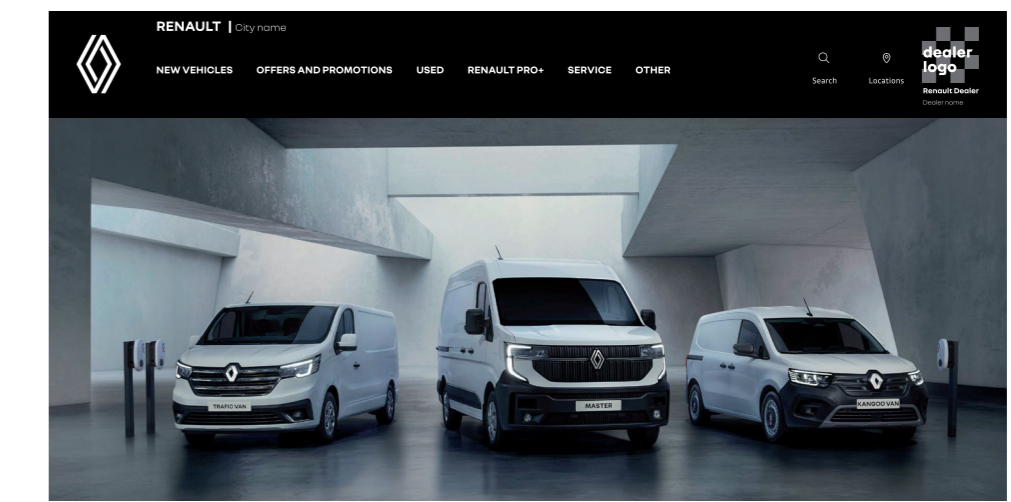 RENAULT | City name
NEW VEHICLES OFFERS AND PROMOTIONS USED RENAULT PRO+ SERVICE OTHER
Search Locations
dealer
logo
Renault Dealer
Dealer name
TRAFIC VAN
MASTER
KANGOO VAN